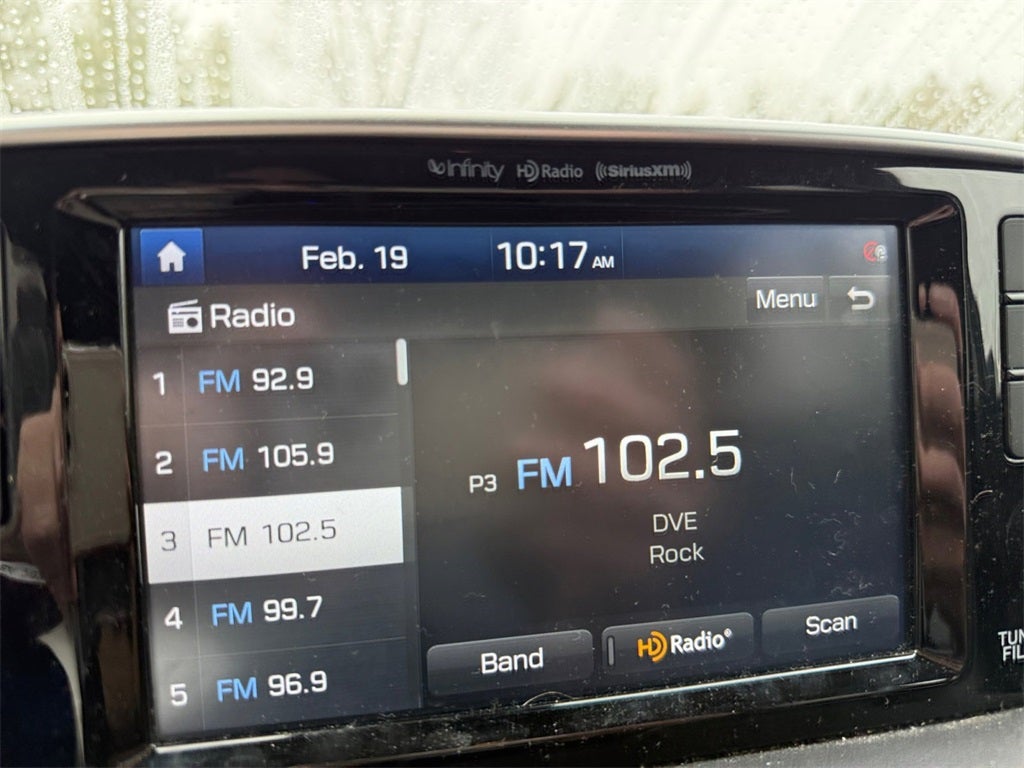 Infinity HD Radio ((SiriusXM))
Feb. 19 10:17 AM
Radio
Menu
1 FM 92.9
2 FM 105.9
3 FM 102.5
4 FM 99.7
5 FM 96.9
P3 FM 102.5
DVE
Rock
Band
HD Radio®
Scan
TUN
FIL